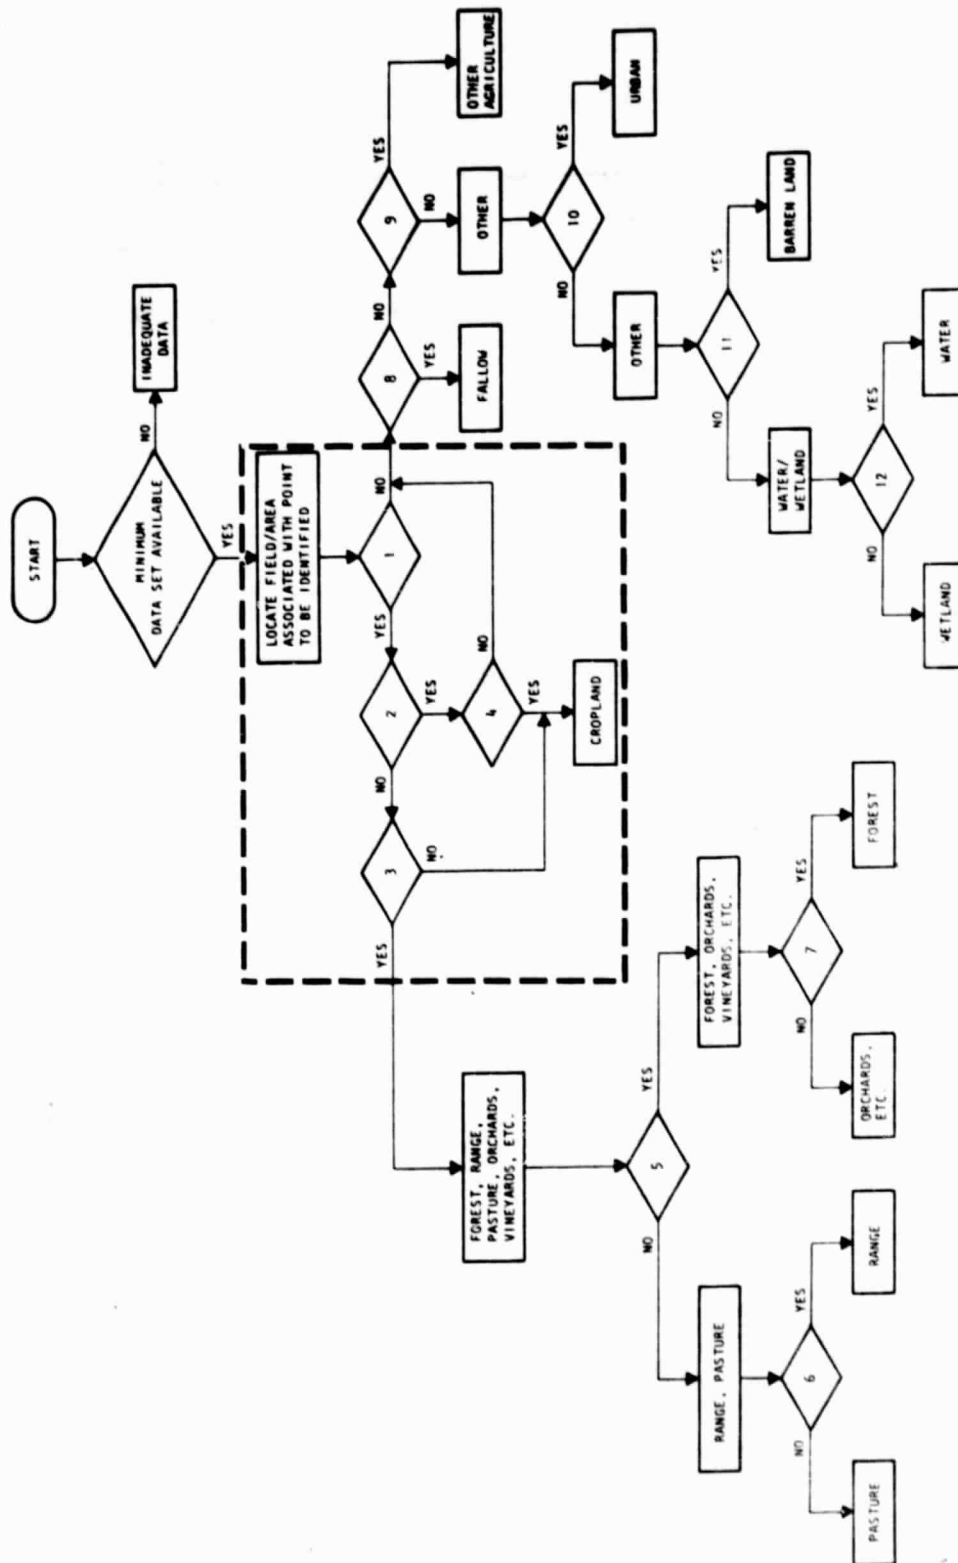 START
MINIMUM
DATA SET AVAILABLE
NO
INADEQUATE
DATA
YES
LOCATE FIELD/AREA
ASSOCIATED WITH POINT
TO BE IDENTIFIED
YES
3
NO
2
YES
1
NO
8
NO
9
YES
NO
YES
YES
NO
FOREST, RANGE,
PASTURE, ORCHARDS,
VINEYARDS, ETC.
4
NO
FALLOW
OTHER
OTHER
AGRICULTURE
YES
NO
10
YES
CROPLAND
OTHER
URBAN
NO
5
YES
RANGE, PASTURE
FOREST, ORCHARDS,
VINEYARDS, ETC.
NO
11
YES
WATER/
WETLAND
BARREN LAND
NO
6
YES
NO
7
YES
NO
12
YES
PASTURE
RANGE
ORCHARDS,
ETC.
FOREST
WETLAND
WATER